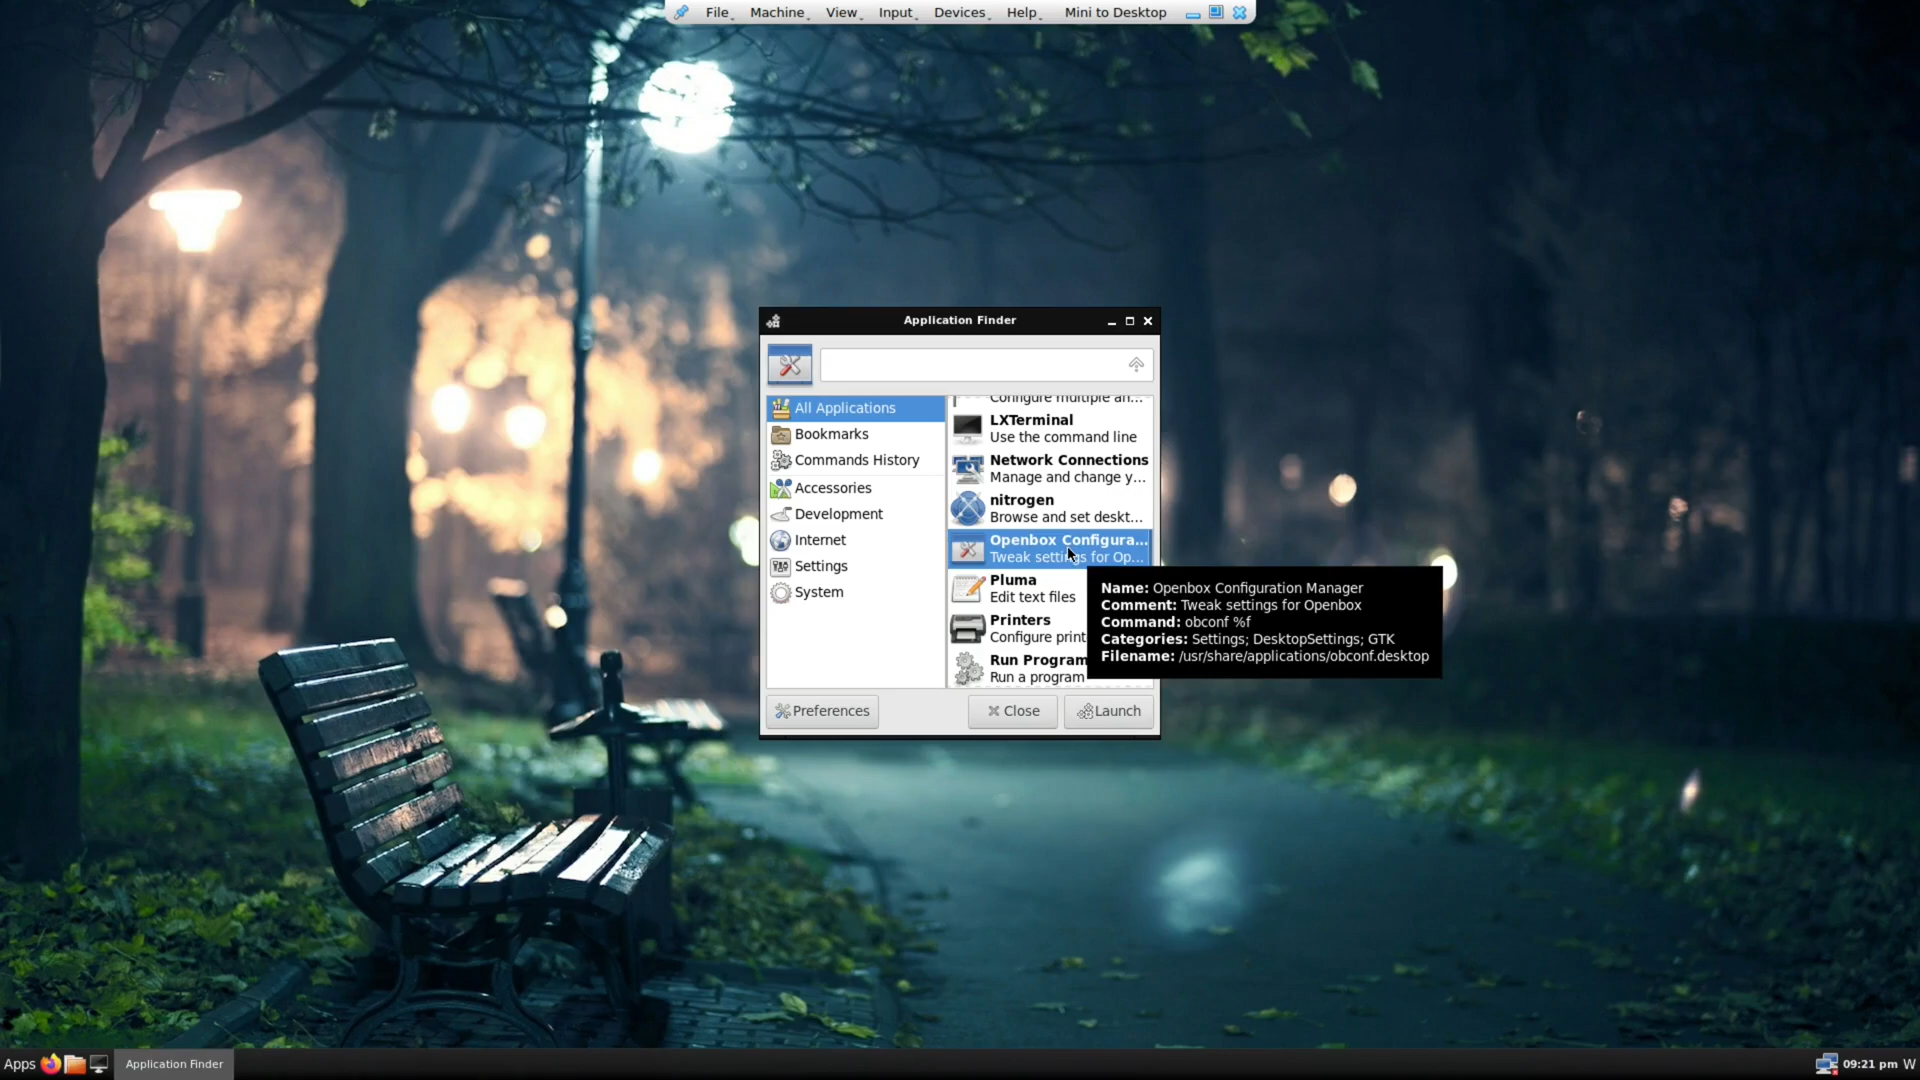 File Machine View Input Devices Help Mini to Desktop
Application Finder
All Applications
Bookmarks
Commands History
Accessories
Development
Internet
Settings
System
Configure multiple an...
LXTerminal
Use the command line
Network Connections
Manage and change y...
nitrogen
Browse and set deskt...
Openbox Configura...
Tweak settings for Op...
Pluma
Edit text files
Printers
Configure print
Run Program
Run a program
Name: Openbox Configuration Manager
Comment: Tweak settings for Openbox
Command: obconf %f
Categories: Settings; DesktopSettings; GTK
Filename: /usr/share/applications/obconf.desktop
Preferences Close Launch
Apps Application Finder 09:21 pm W